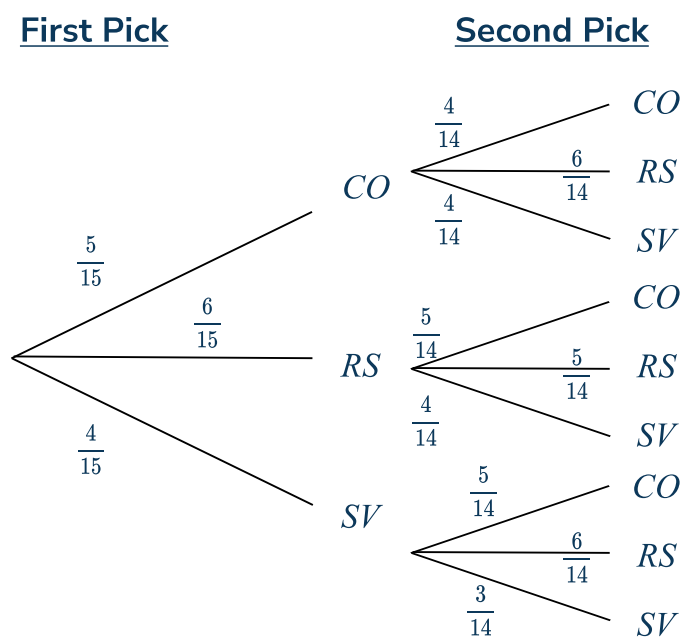 First Pick
Second Pick
5/15
6/15
4/15
CO
RS
SV
4/14
6/14
4/14
CO
RS
SV
5/14
5/14
4/14
CO
RS
SV
5/14
6/14
3/14
CO
RS
SV